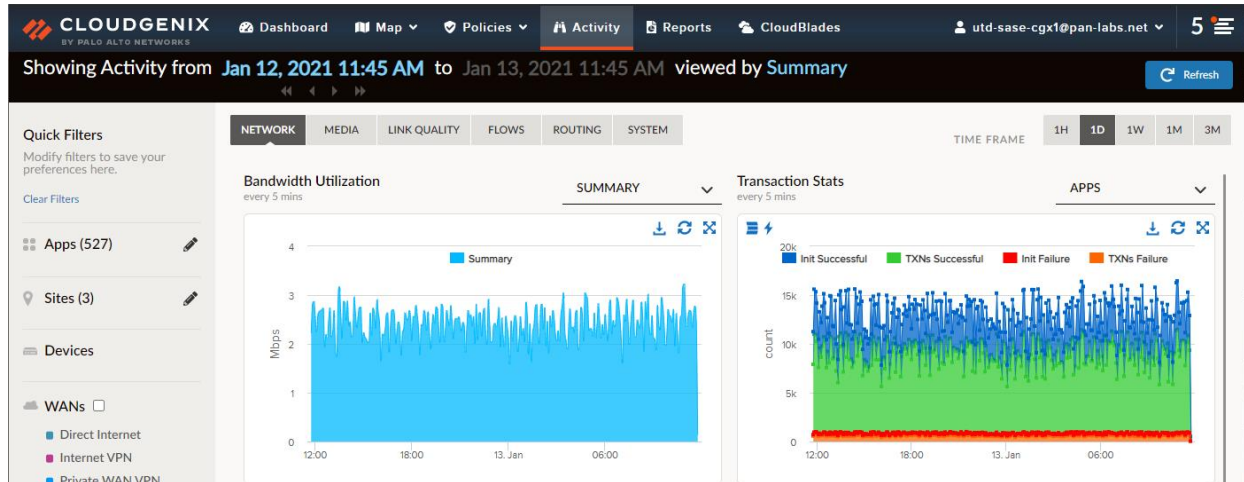 CLOUDGENIX
BY PALO ALTO NETWORKS
Dashboard Map Policies Activity Reports CloudBlades utd-sase-cgx1@pan-labs.net 5
Showing Activity from Jan 12, 2021 11:45 AM to Jan 13, 2021 11:45 AM viewed by Summary
Refresh
Quick Filters
Modify filters to save your
preferences here.
Clear Filters
Apps (527)
Sites (3)
Devices
WANs
Direct Internet
Internet VPN
Private WAN VPN
NETWORK MEDIA LINK QUALITY FLOWS ROUTING SYSTEM
TIME FRAME 1H 1D 1W 1M 3M
Bandwidth Utilization
every 5 mins
SUMMARY
Summary
Mbps
4
3
2
1
0
12:00 18:00 13. Jan 06:00
Transaction Stats
every 5 mins
APPS
Init Successful TXNs Successful Init Failure TXNs Failure
count
20k
15k
10k
5k
0
12:00 18:00 13. Jan 06:00